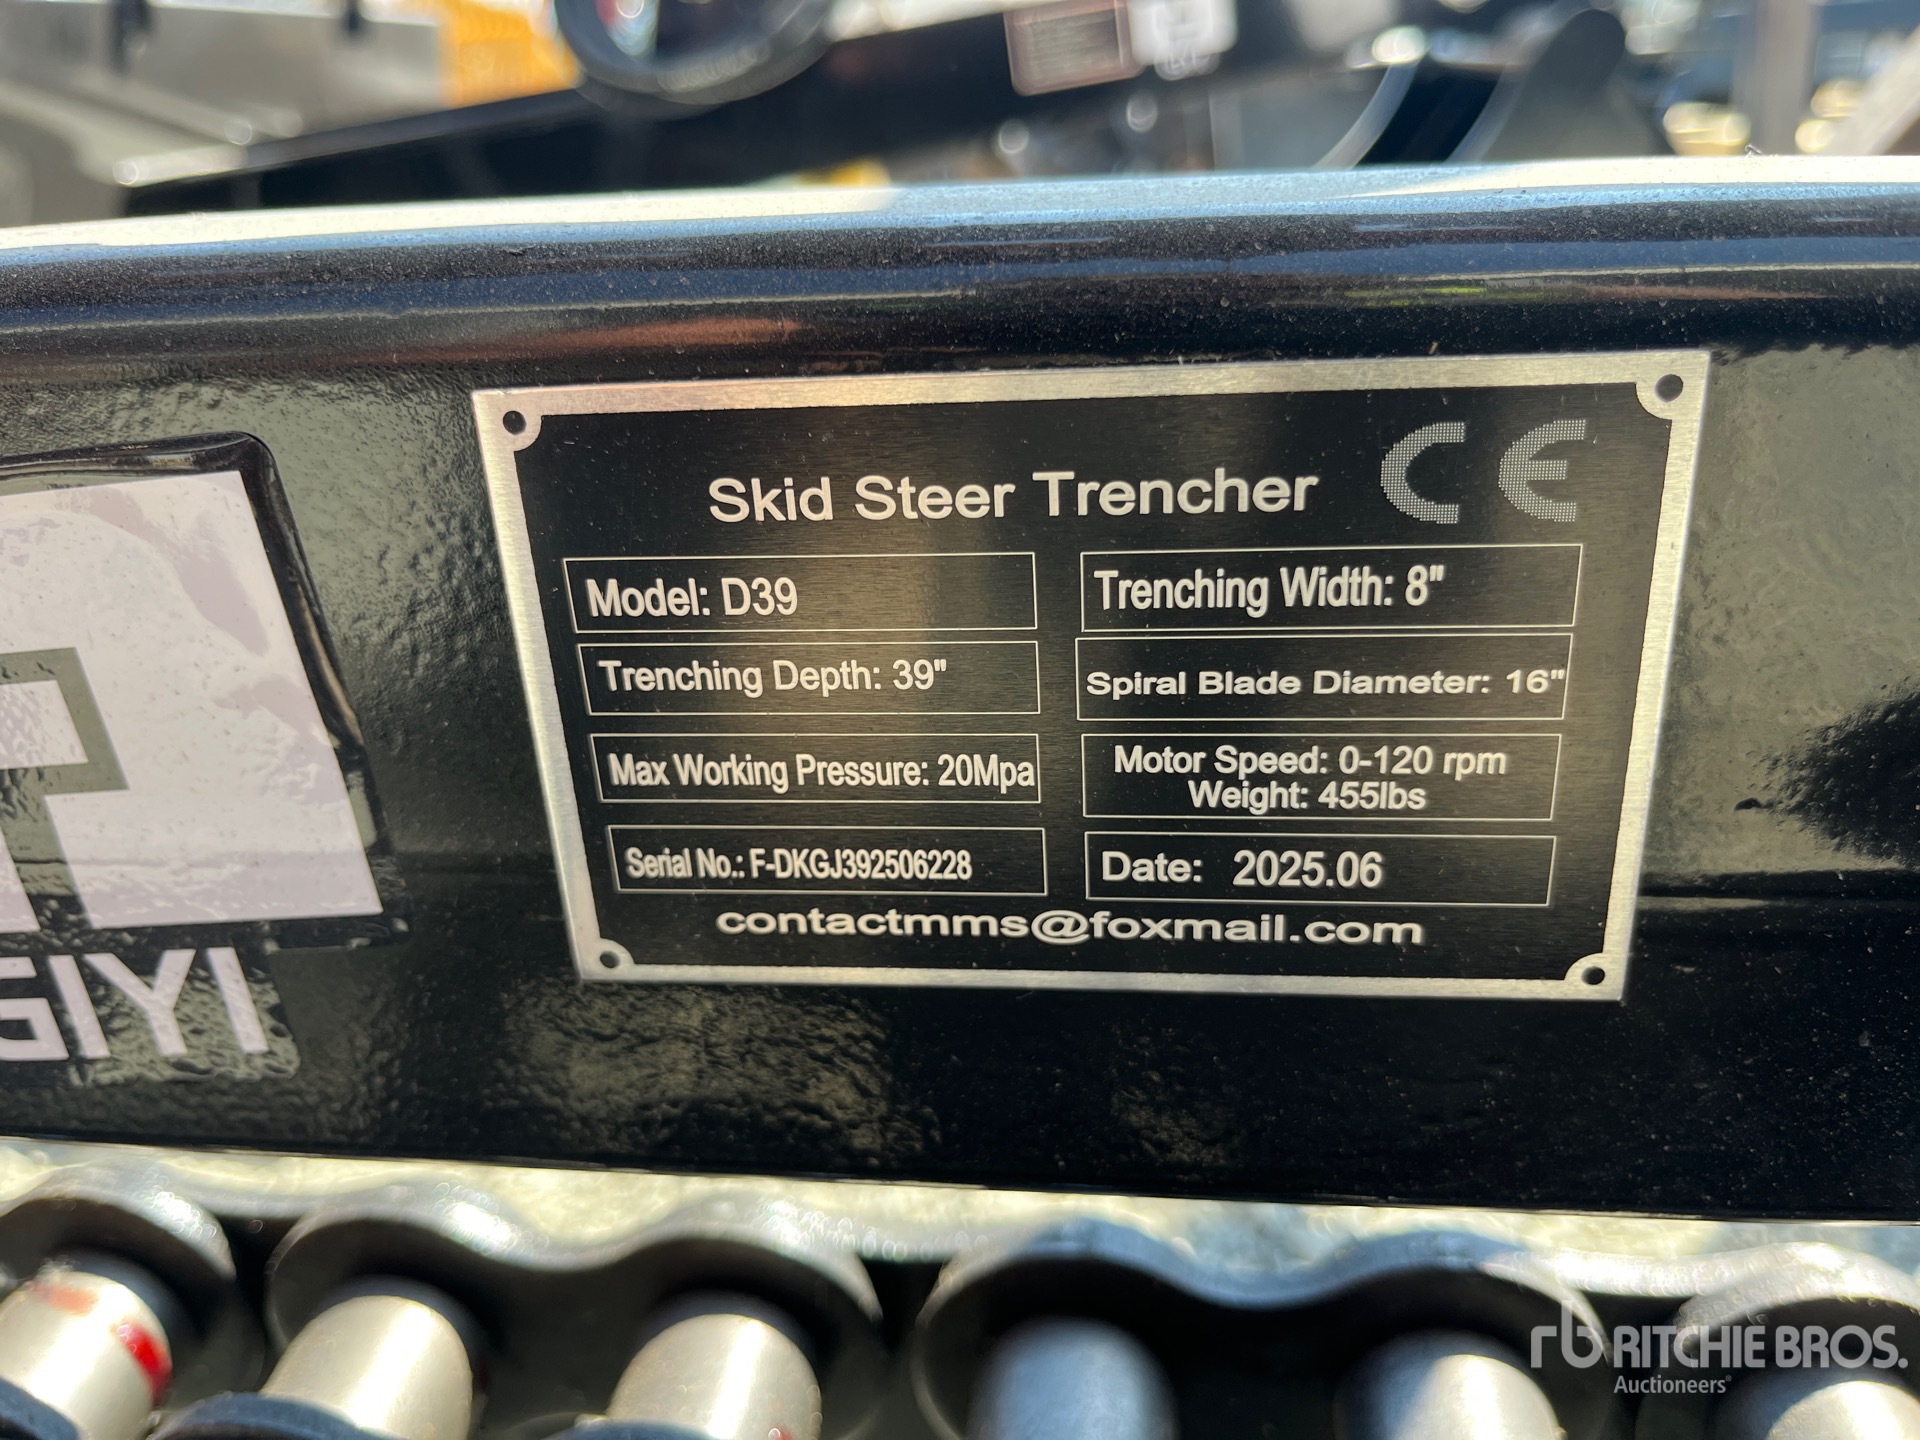 Skid Steer Trencher CE
Model: D39
Trenching Width: 8"
Trenching Depth: 39"
Spiral Blade Diameter: 16"
Max Working Pressure: 20Mpa
Motor Speed: 0-120 rpm
Weight: 455lbs
Serial No.: F-DKGJ392506228
Date: 2025.06
contactmms@foxmail.com
GIYI
rb RITCHIE BROS.
Auctioneers®